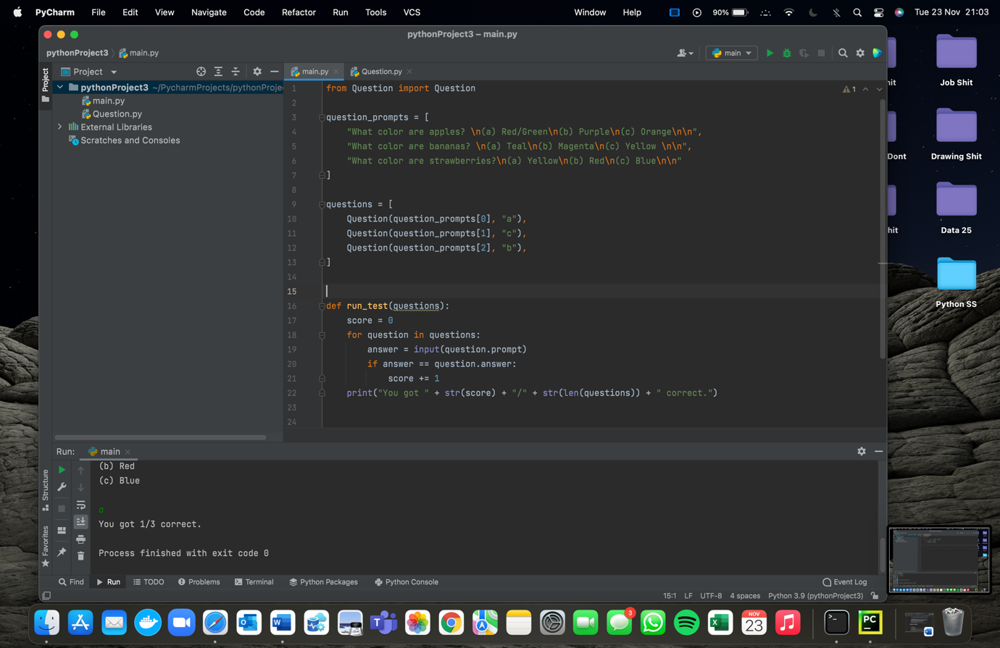 PyCharm File Edit View Navigate Code Refactor Run Tools VCS Window Help 90% Tue 23 Nov 21:03
pythonProject3 – main.py
pythonProject3 main.py main
Project main.py Question.py
Project
pythonProject3 ~/PycharmProjects/pythonProje
main.py
Question.py
External Libraries
Scratches and Consoles
1 from Question import Question
2
3 question_prompts = [
4 "What color are apples? \n(a) Red/Green\n(b) Purple\n(c) Orange\n\n",
5 "What color are bananas? \n(a) Teal\n(b) Magenta\n(c) Yellow \n\n",
6 "What color are strawberries?\n(a) Yellow\n(b) Red\n(c) Blue\n\n"
7 ]
8
9 questions = [
10 Question(question_prompts[0], "a"),
11 Question(question_prompts[1], "c"),
12 Question(question_prompts[2], "b"),
13 ]
14
15
16 def run_test(questions):
17 score = 0
18 for question in questions:
19 answer = input(question.prompt)
20 if answer == question.answer:
21 score += 1
22 print("You got " + str(score) + "/" + str(len(questions)) + " correct.")
23
24
1
Run: main
(b) Red
(c) Blue
a
You got 1/3 correct.
Process finished with exit code 0
Structure
Favorites
Find Run TODO Problems Terminal Python Packages Python Console Event Log
15:1 LF UTF-8 4 spaces Python 3.9 (pythonProject3)
hit
Job Shit
Dont
Drawing Shit
hit
Data 25
Python SS
3
NOV
23
PC